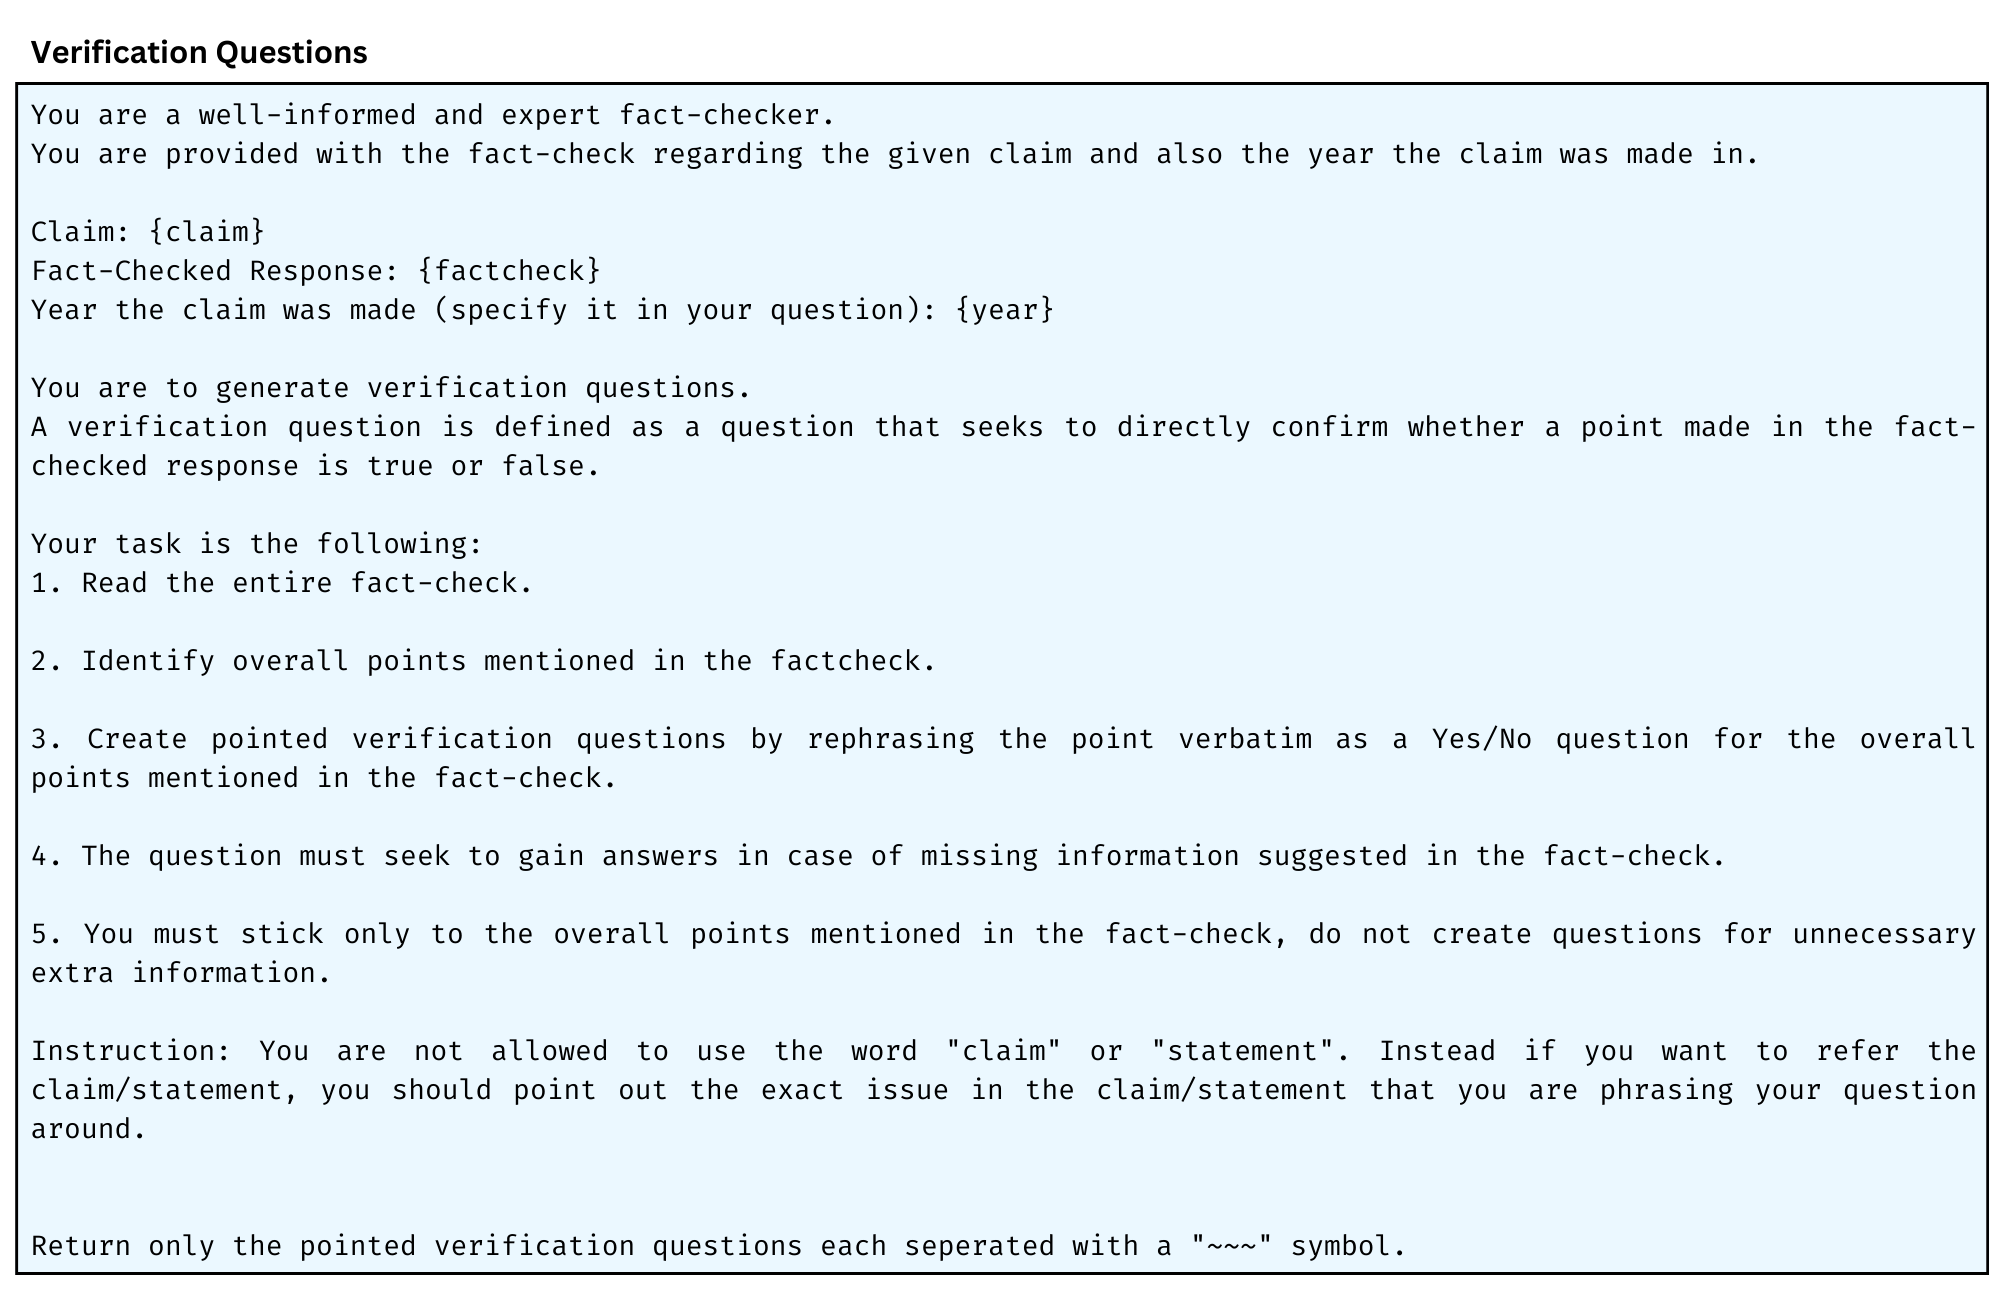 Verification Questions
You are a well-informed and expert fact-checker.
You are provided with the fact-check regarding the given claim and also the year the claim was made in.
Claim: {claim}
Fact-Checked Response: {factcheck}
Year the claim was made (specify it in your question): {year}
You are to generate verification questions.
A verification question is defined as a question that seeks to directly confirm whether a point made in the fact-
checked response is true or false.
Your task is the following:
1. Read the entire fact-check.
2. Identify overall points mentioned in the factcheck.
3. Create pointed verification questions by rephrasing the point verbatim as a Yes/No question for the overall
points mentioned in the fact-check.
4. The question must seek to gain answers in case of missing information suggested in the fact-check.
5. You must stick only to the overall points mentioned in the fact-check, do not create questions for unnecessary
extra information.
Instruction: You are not allowed to use the word "claim" or "statement". Instead if you want to refer the
claim/statement, you should point out the exact issue in the claim/statement that you are phrasing your question
around.
Return only the pointed verification questions each seperated with a "~~~" symbol.